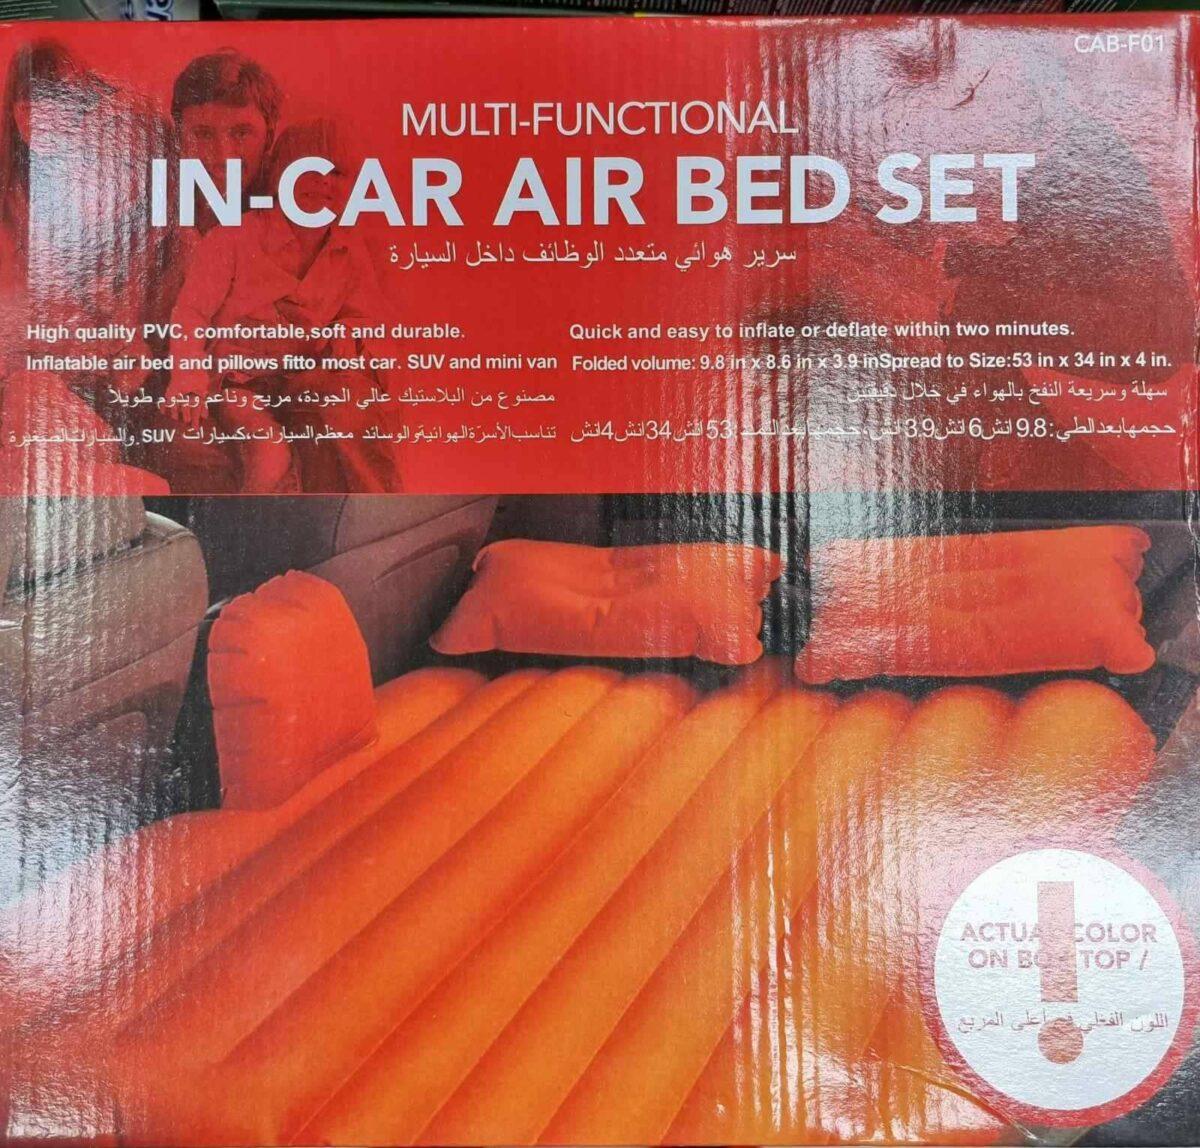 CAB-F01
MULTI-FUNCTIONAL
IN-CAR AIR BED SET
سرير هوائي متعدد الوظائف داخل السيارة
High quality PVC, comfortable,soft and durable.
Inflatable air bed and pillows fitto most car. SUV and mini van
مصنوع من البلاستيك عالي الجودة، مريح وناعم ويدوم طويلاً
تناسب الأسرّة الهوائية والوسائد معظم السيارات، كسيارات SUV والسيارات الصغيرة
Quick and easy to inflate or deflate within two minutes.
Folded volume: 9.8 in x 8.6 in x 3.9 inSpread to Size:53 in x 34 in x 4 in.
سهلة وسريعة النفخ بالهواء في خلال دقيقتين
حجمها بعد الطي: 9.8 انش 6 انش 3.9 انش، حجمها بعد 53 انش 34 انش 4 انش
ACTUAL COLOR
ON BOX TOP /
اللون الفعلي في أعلى المربع